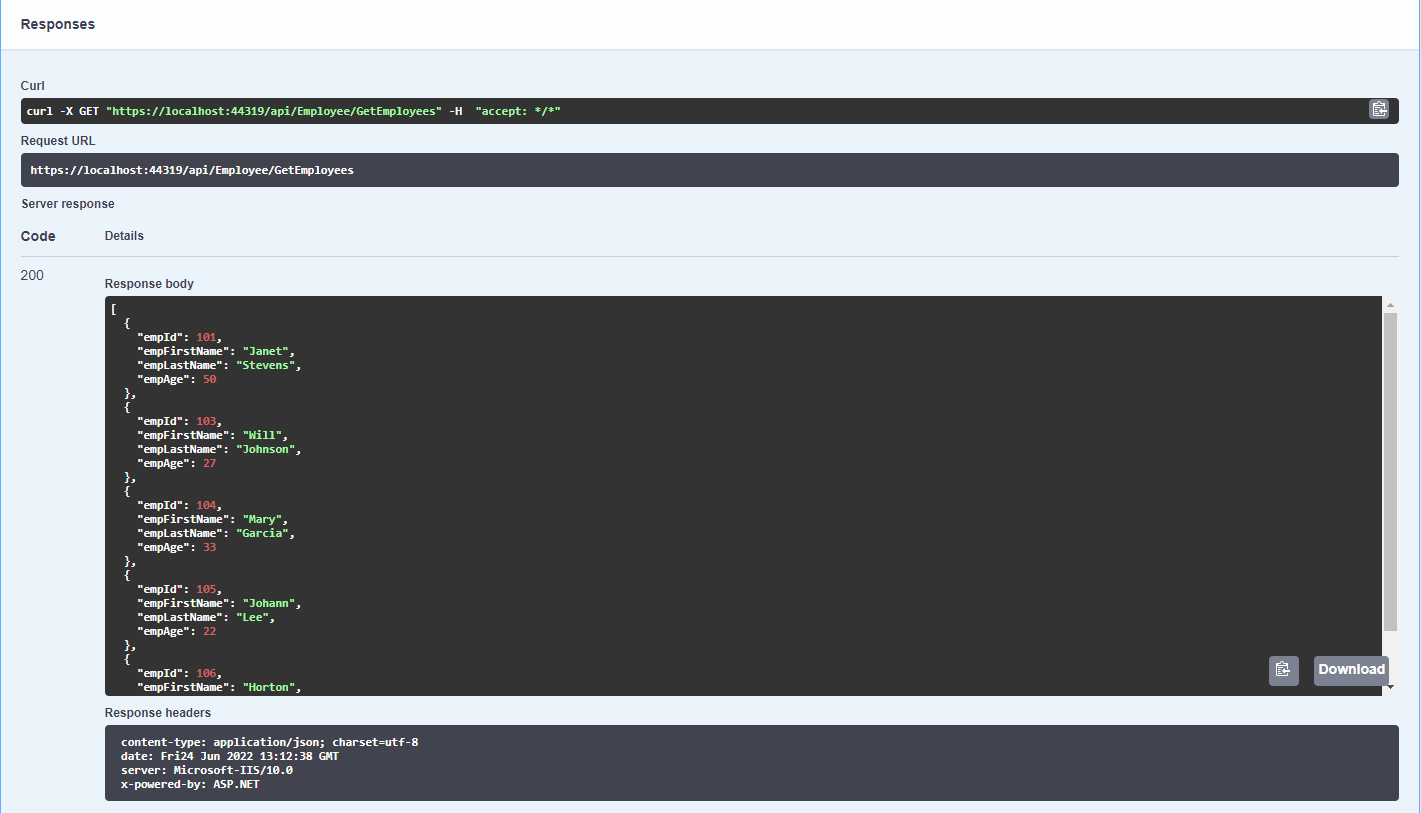 Responses
Curl
curl -X GET "https://localhost:44319/api/Employee/GetEmployees" -H  "accept: */*"
Request URL
https://localhost:44319/api/Employee/GetEmployees
Server response
Code Details
200
Response body
[
  {
    "empId": 101,
    "empFirstName": "Janet",
    "empLastName": "Stevens",
    "empAge": 50
  },
  {
    "empId": 103,
    "empFirstName": "Will",
    "empLastName": "Johnson",
    "empAge": 27
  },
  {
    "empId": 104,
    "empFirstName": "Mary",
    "empLastName": "Garcia",
    "empAge": 33
  },
  {
    "empId": 105,
    "empFirstName": "Johann",
    "empLastName": "Lee",
    "empAge": 22
  },
  {
    "empId": 106,
    "empFirstName": "Horton",
Download
Response headers
content-type: application/json; charset=utf-8
date: Fri24 Jun 2022 13:12:38 GMT
server: Microsoft-IIS/10.0
x-powered-by: ASP.NET